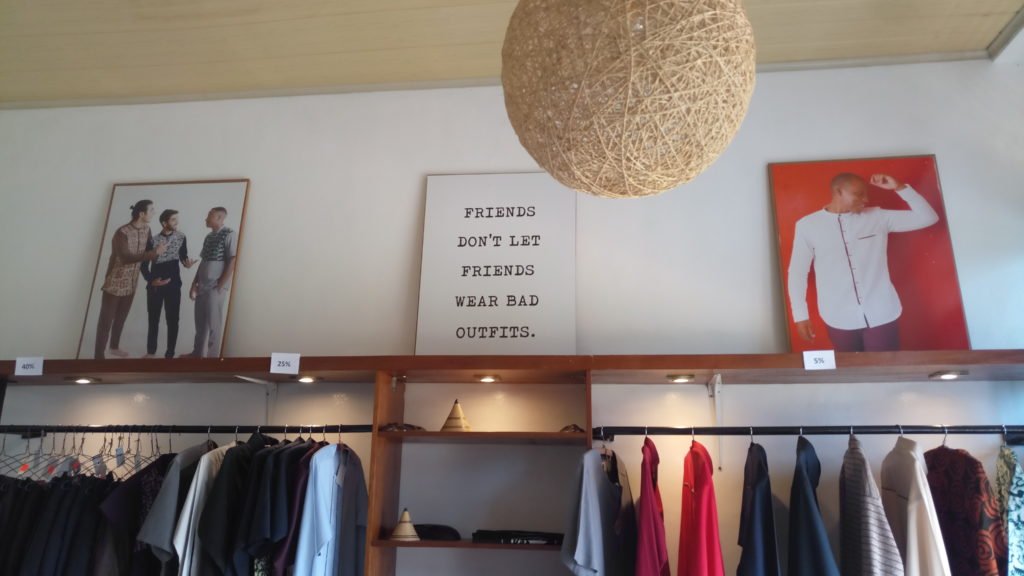 FRIENDS
DON'T LET
FRIENDS
WEAR BAD
OUTFITS.
40%
25%
5%